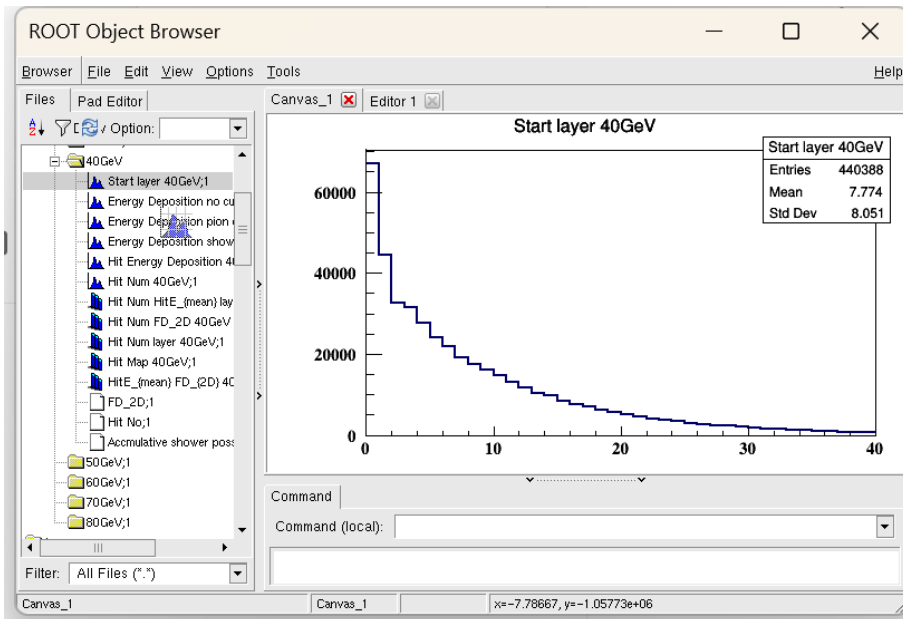 ROOT Object Browser
Browser File Edit View Options Tools Help
Files Pad Editor
Option:
40GeV
Start layer 40GeV;1
Energy Deposition no cu
Energy Deposition pion
Energy Deposition show
Hit Energy Deposition 4
Hit Num 40GeV;1
Hit Num HitE_{mean} lay
Hit Num FD_2D 40GeV
Hit Num layer 40GeV;1
Hit Map 40GeV;1
HitE_{mean} FD_{2D} 40
FD_2D;1
Hit No;1
Accmulative shower poss
50GeV;1
60GeV;1
70GeV;1
80GeV;1
Filter: All Files (*.*)
Canvas_1 Editor 1
Start layer 40GeV
Start layer 40GeV
Entries 440388
Mean 7.774
Std Dev 8.051
60000
40000
20000
0
0 10 20 30 40
Command
Command (local):
Canvas_1 Canvas_1 x=-7.78667, y=-1.05773e+06